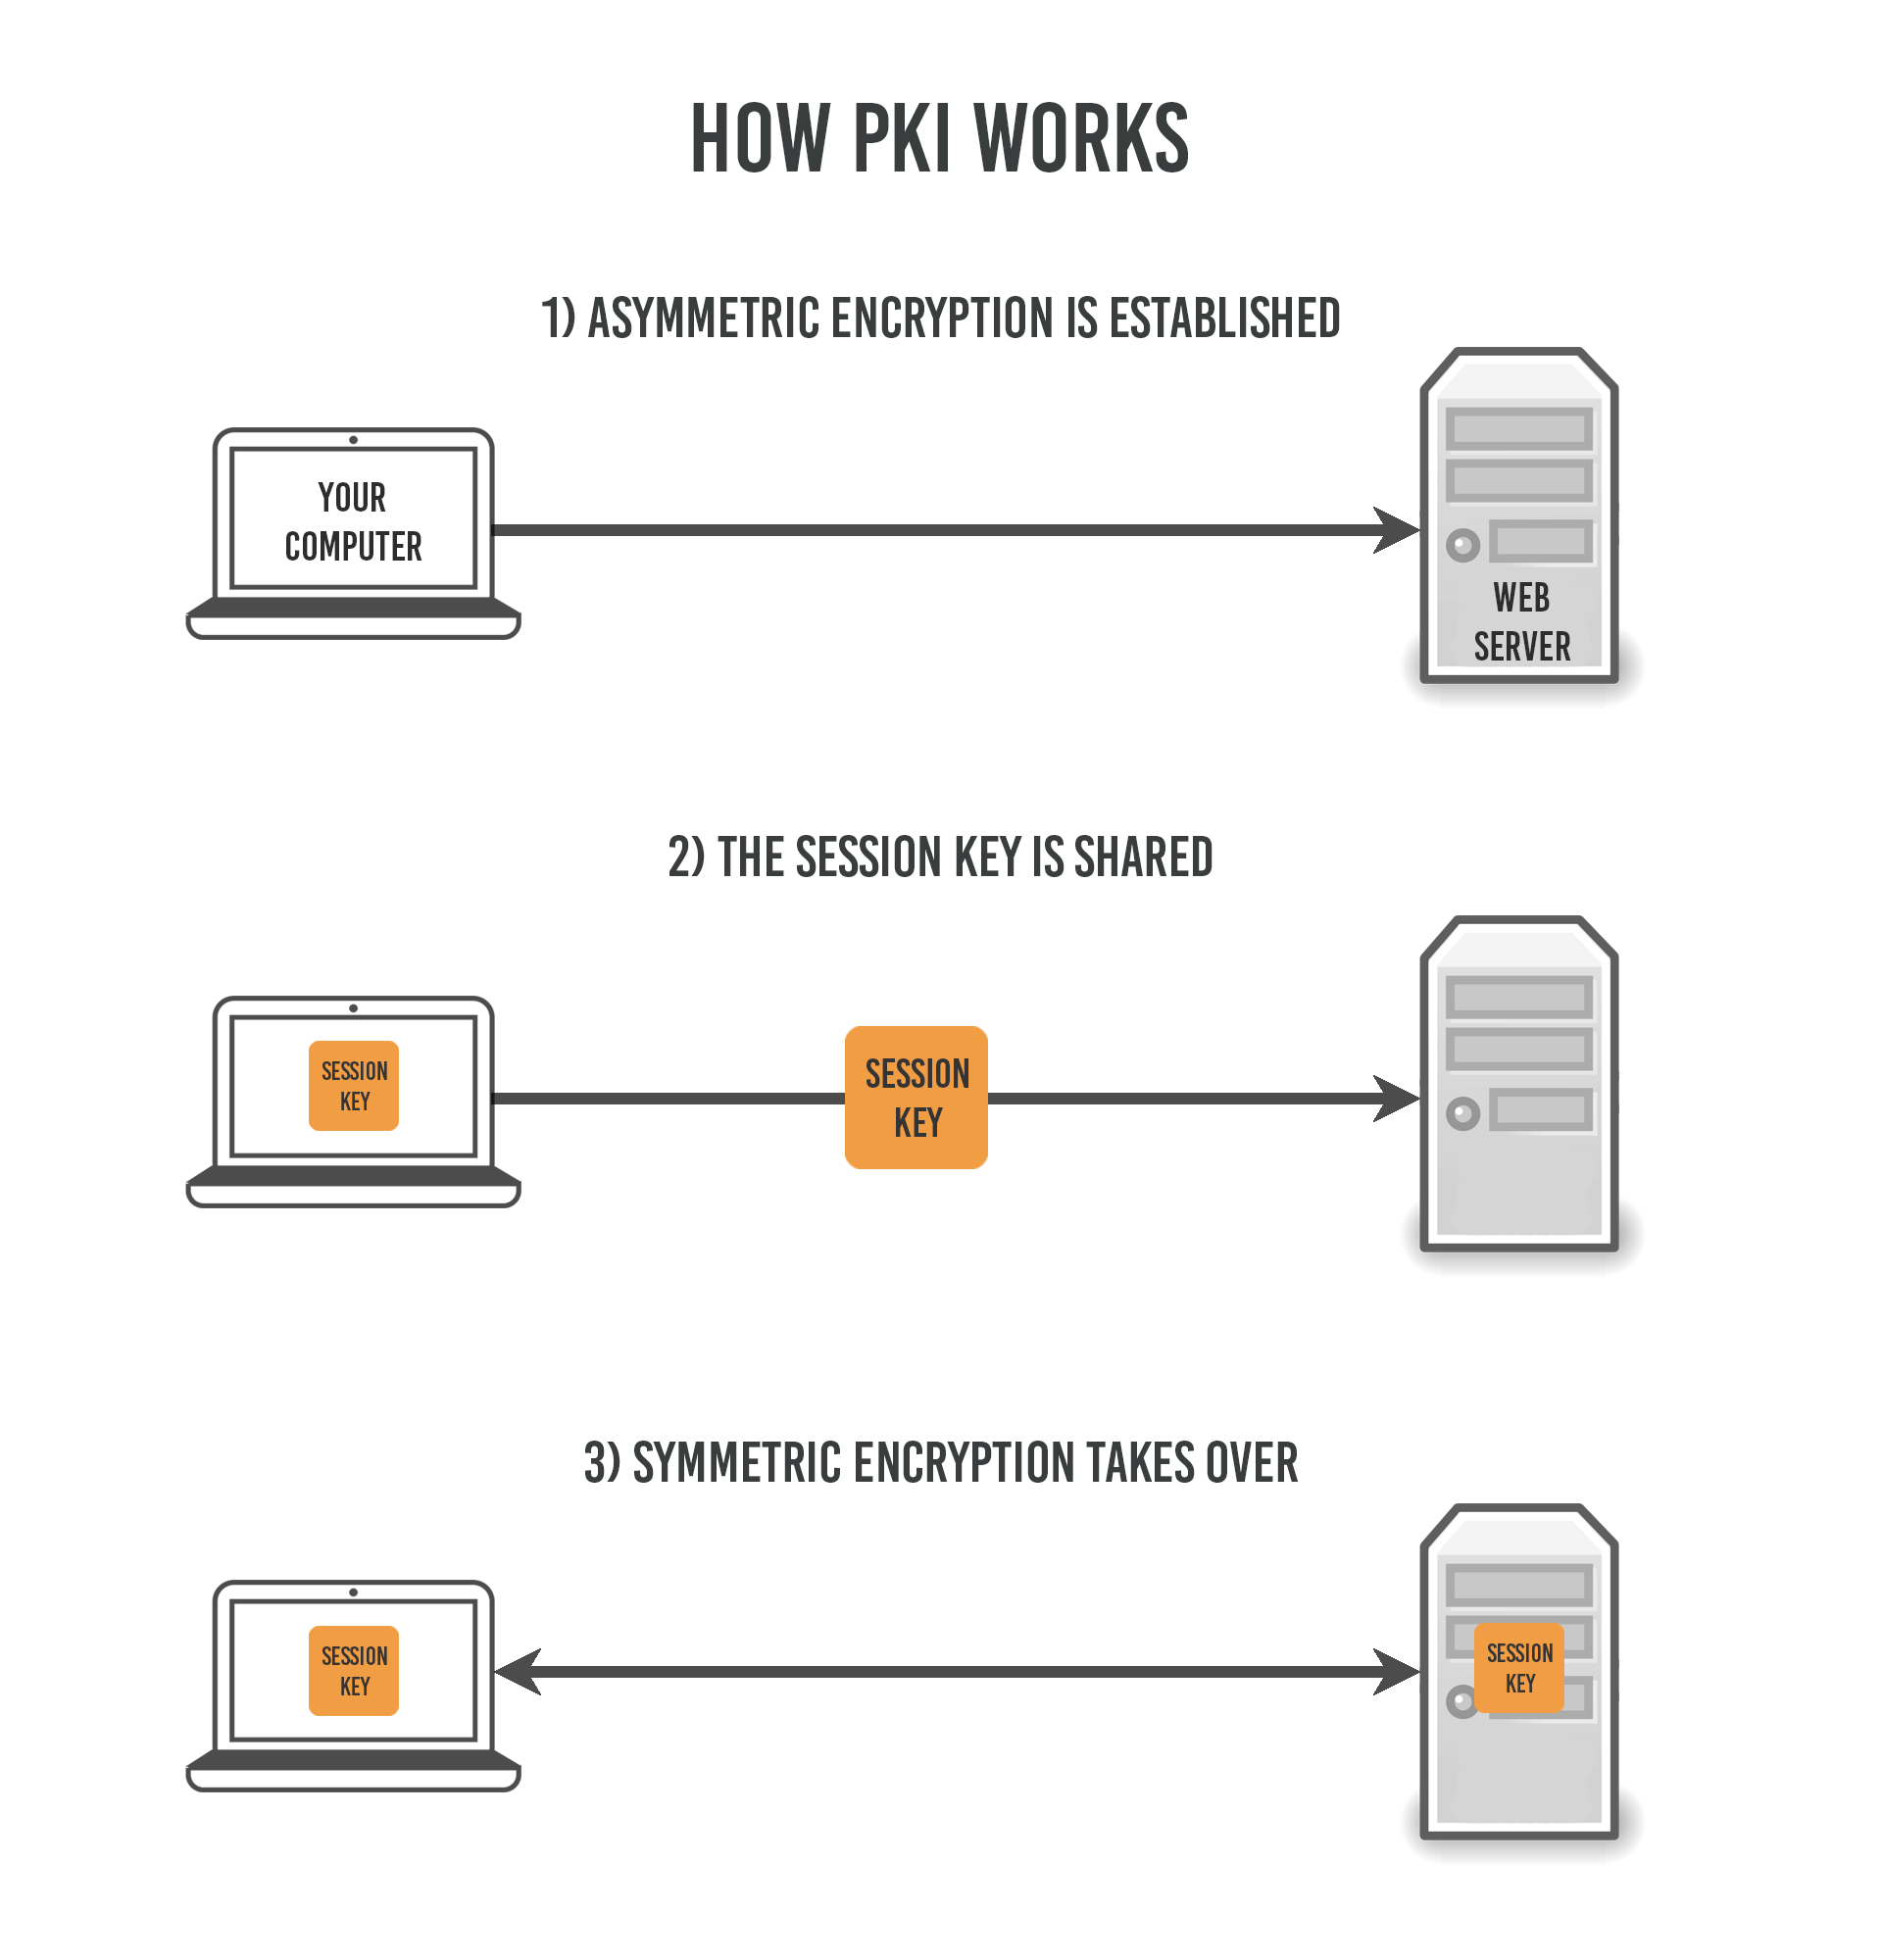 HOW PKI WORKS
1) ASYMMETRIC ENCRYPTION IS ESTABLISHED
YOUR
COMPUTER
WEB
SERVER
2) THE SESSION KEY IS SHARED
SESSION
KEY
SESSION
KEY
3) SYMMETRIC ENCRYPTION TAKES OVER
SESSION
KEY
SESSION
KEY